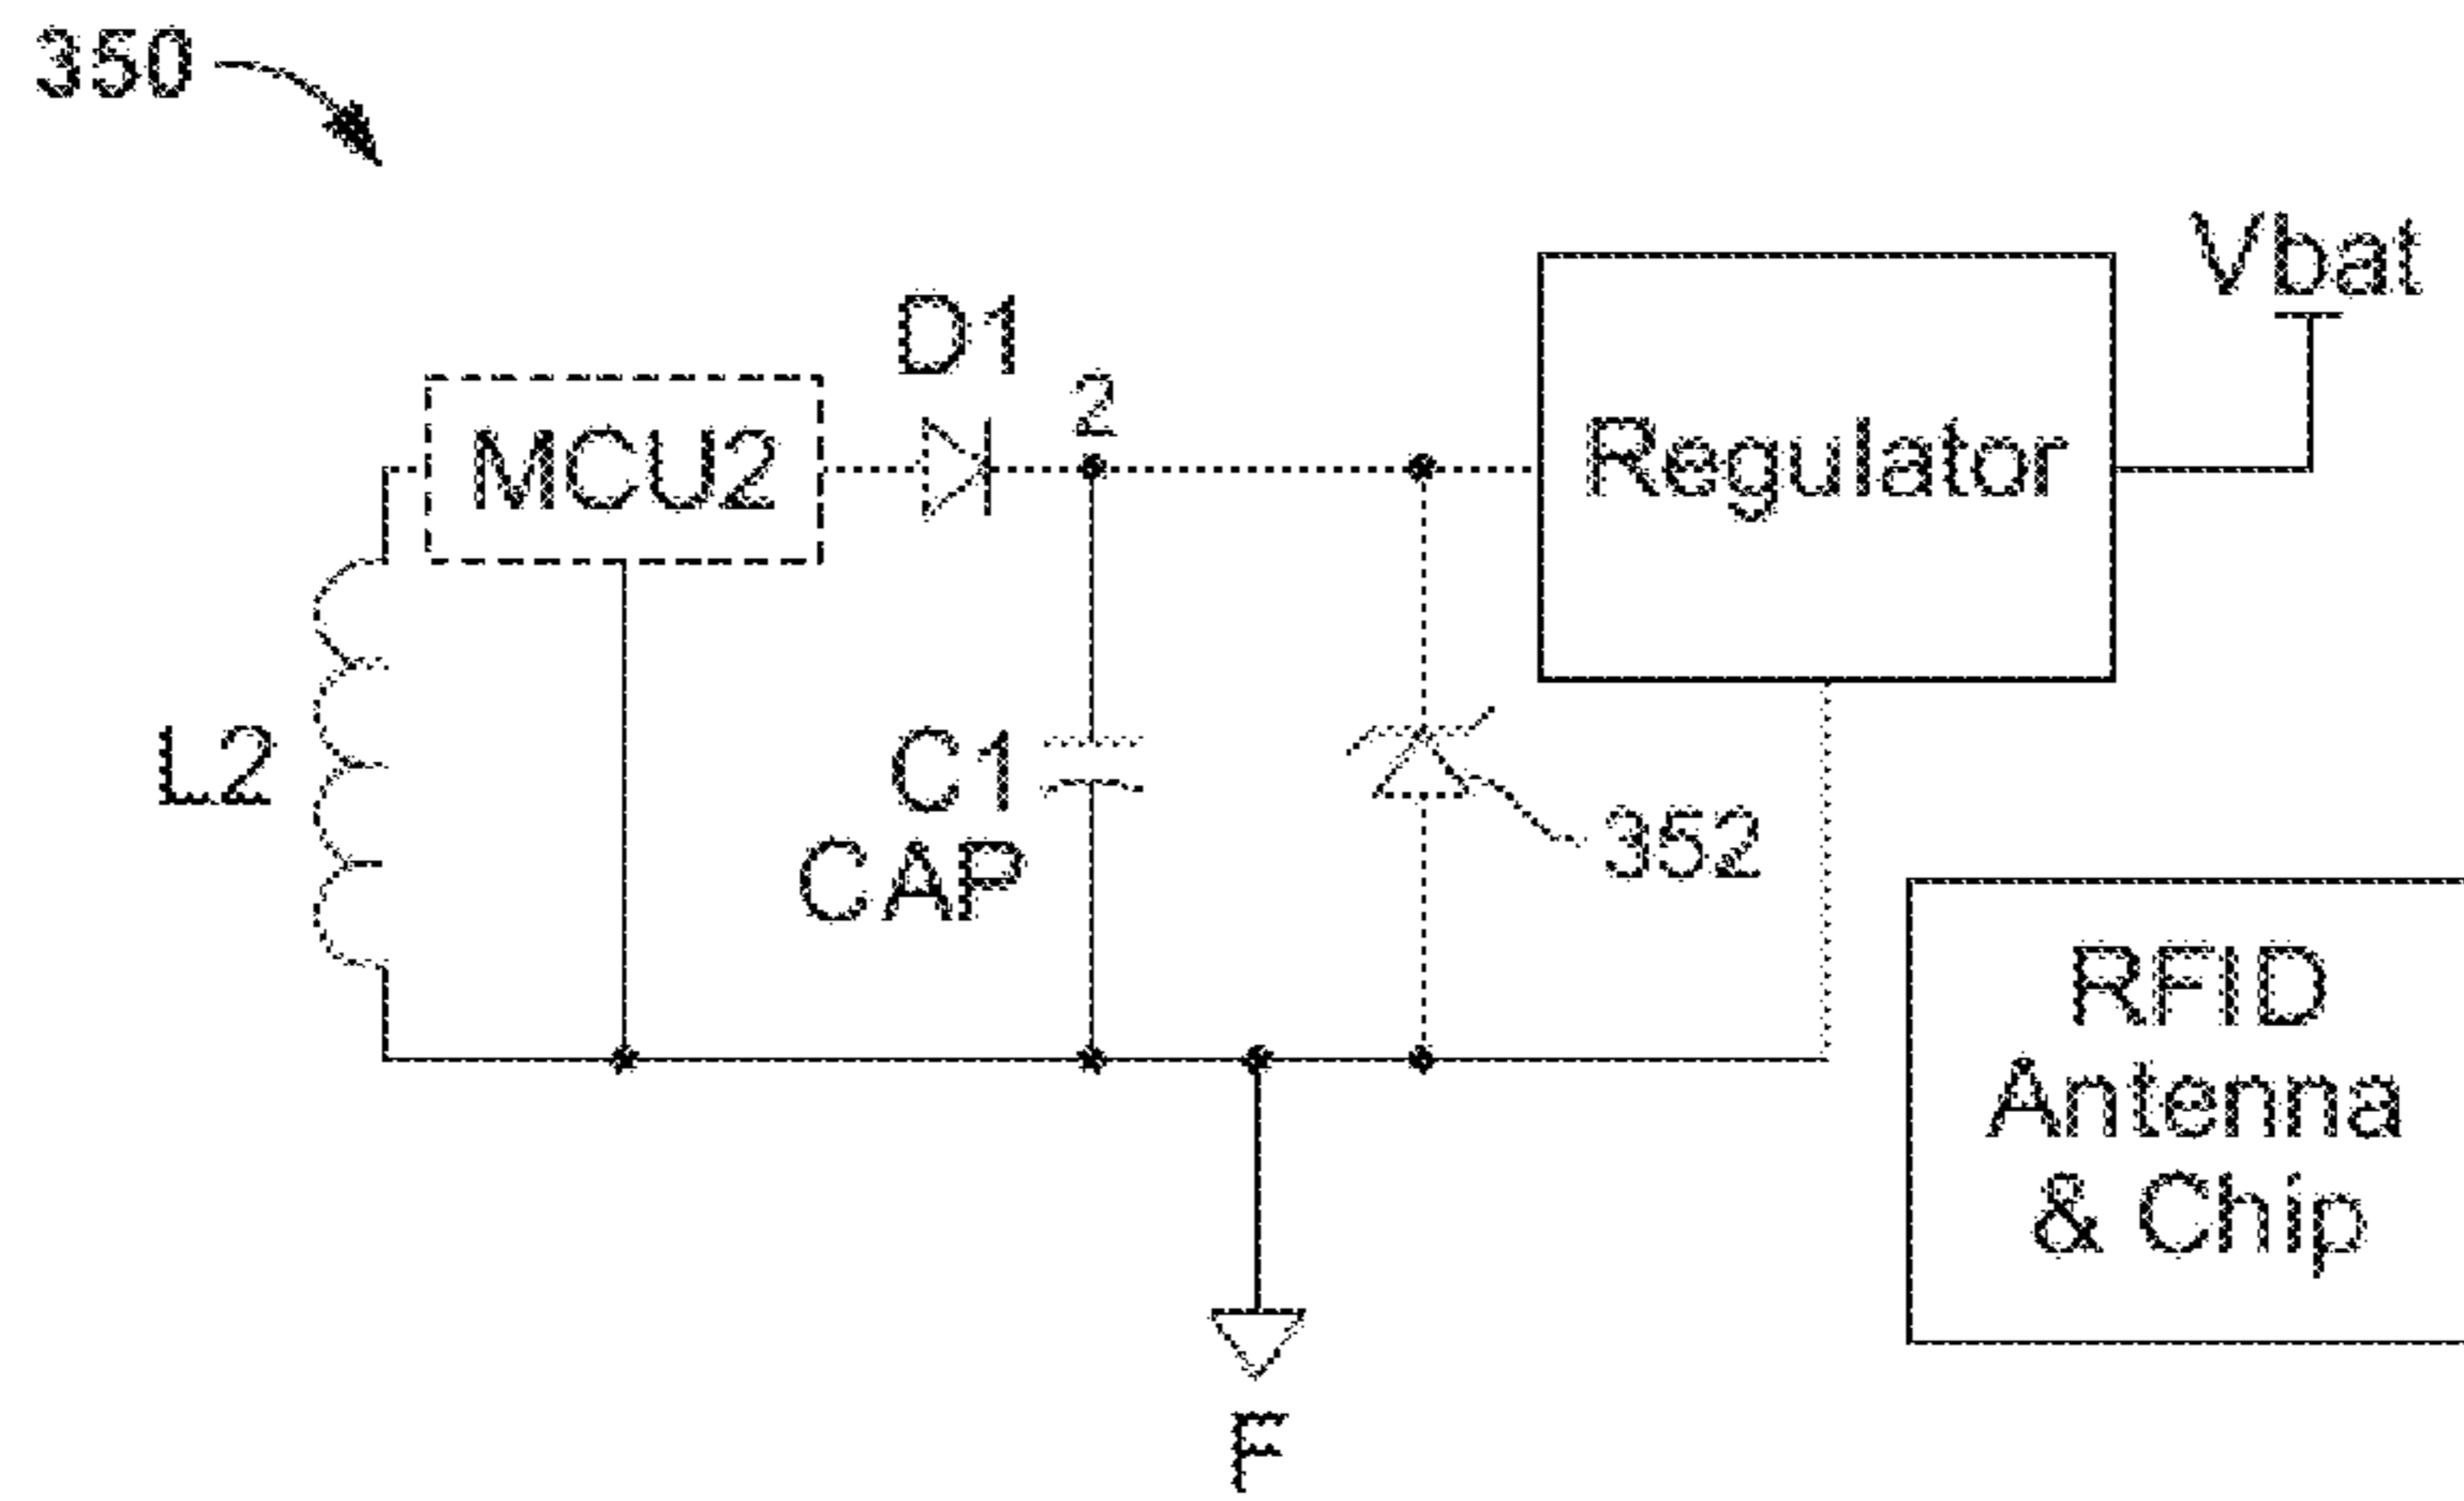 350
Vbat
D1
2
MCU2
Regulator
L2
C1
CAP
352
RFID
Antenna
& Chip
F